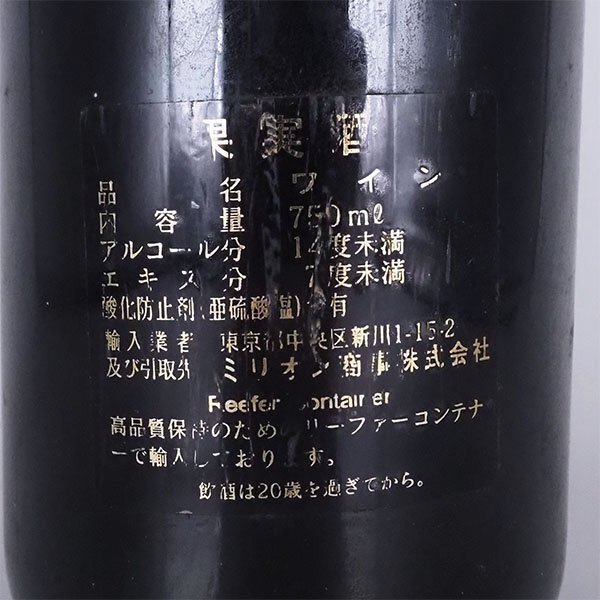 果実酒
品名 ワイン
内容量 750ml
アルコール分 14度未満
エキス分 7度未満
酸化防止剤(亜硫酸塩)含有
輸入業者 東京都中央区新川1-15-2
及び引取先 ミリオン商事株式会社
Reefer Container
高品質保持のためのリーファーコンテナ
ーで輸入しております。
飲酒は20歳を過ぎてから。